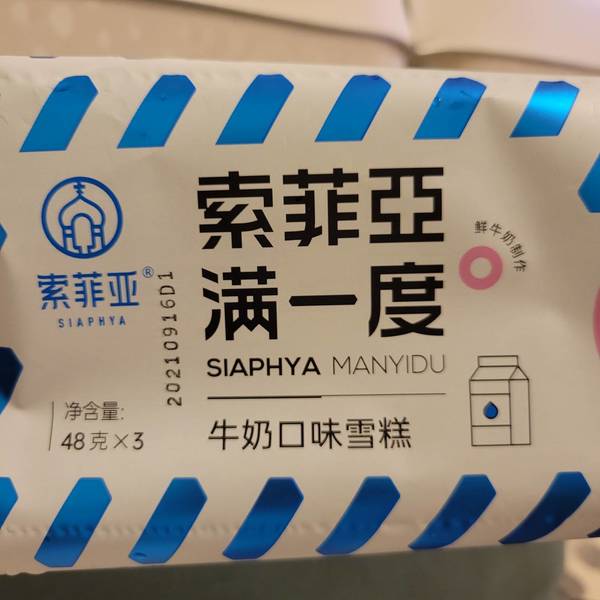 索菲亚®
SIAPHYA
净含量:
48克×3
20210916D1
索菲亞
满一度
SIAPHYA MANYIDU
牛奶口味雪糕
鲜牛奶制作